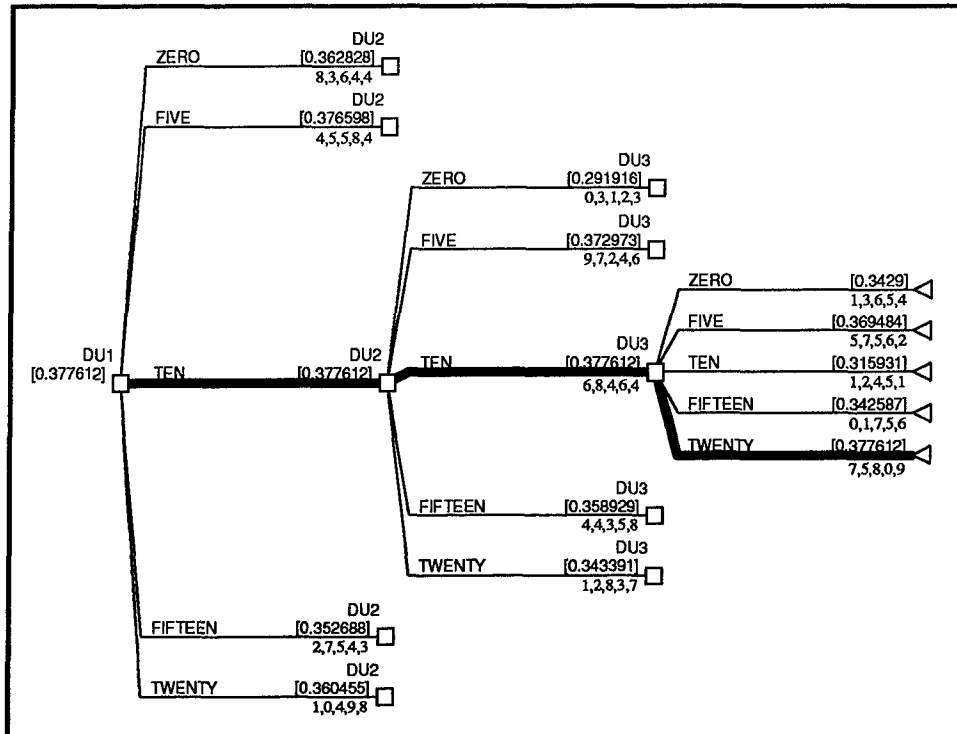 DU2
ZERO [0.362828]
8,3,6,4,4
DU2
FIVE [0.376598]
4,5,5,8,4
DU3
ZERO [0.291916]
0,3,1,2,3
DU3
FIVE [0.372973]
9,7,2,4,6
ZERO [0.3429]
1,3,6,5,4
FIVE [0.369484]
5,7,5,6,2
DU1
[0.377612]
TEN [0.377612]
DU2
TEN [0.377612]
DU3
6,8,4,6,4
TEN [0.315931]
1,2,4,5,1
FIFTEEN [0.342587]
0,1,7,5,6
TWENTY [0.377612]
7,5,8,0,9
DU3
FIFTEEN [0.358929]
4,4,3,5,8
DU3
TWENTY [0.343391]
1,2,8,3,7
DU2
FIFTEEN [0.352688]
2,7,5,4,3
DU2
TWENTY [0.360455]
1,0,4,9,8